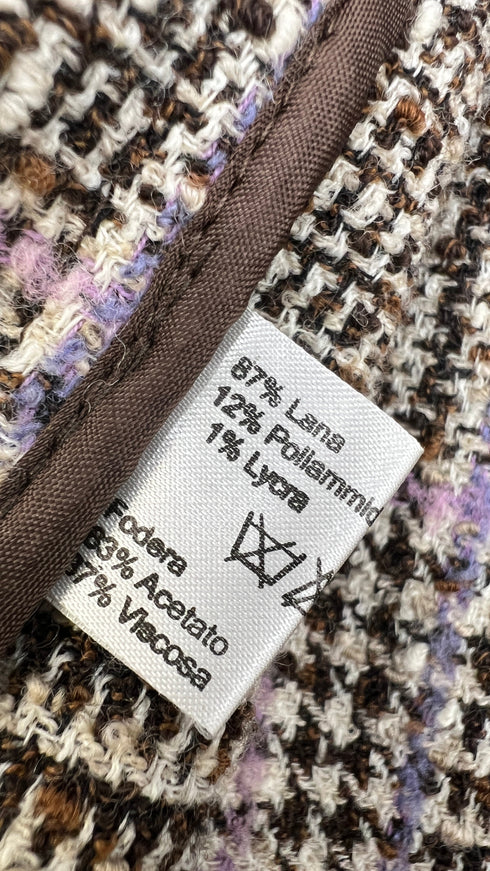 87% Lana
12% Poliammid
1% Lycra
Fodera
63% Acetato
37% Viscosa